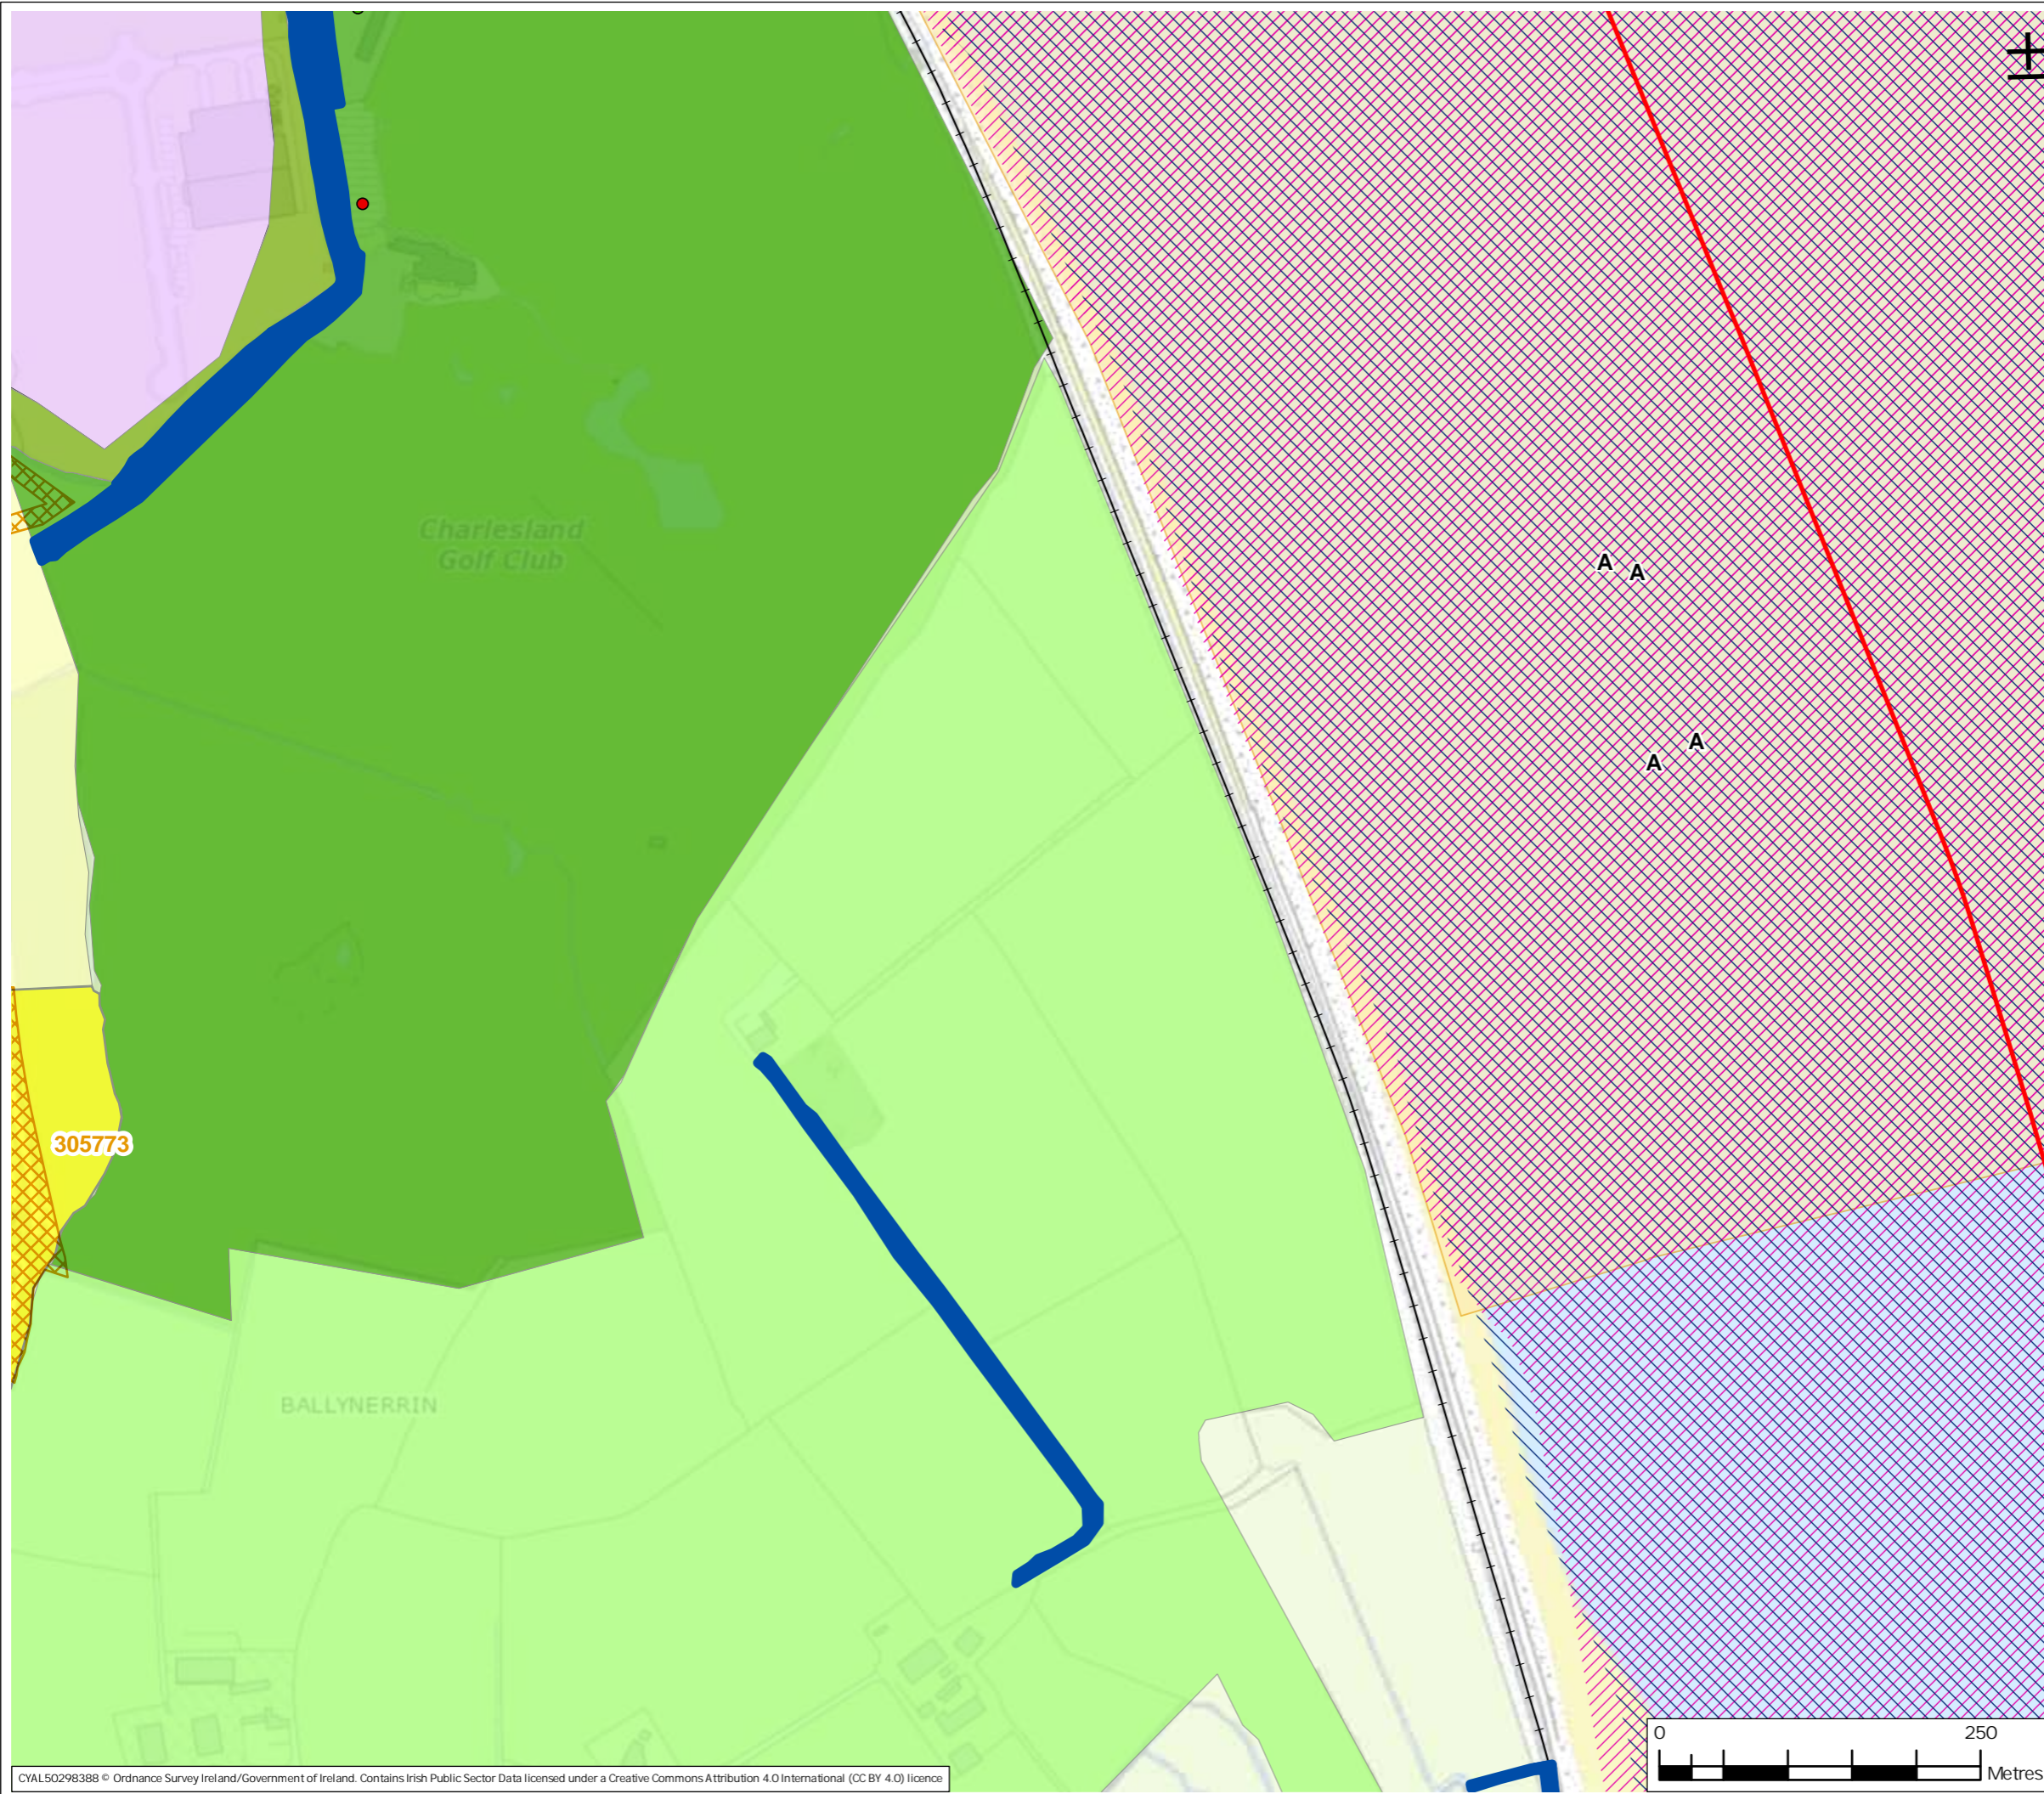 Charlesland
Golf Club
A A
A
A
305773
BALLYNERRIN
0 250
Metres
CYAL50298388 © Ordnance Survey Ireland/Government of Ireland. Contains Irish Public Sector Data licensed under a Creative Commons Attribution 4.0 International (CC BY 4.0) licence